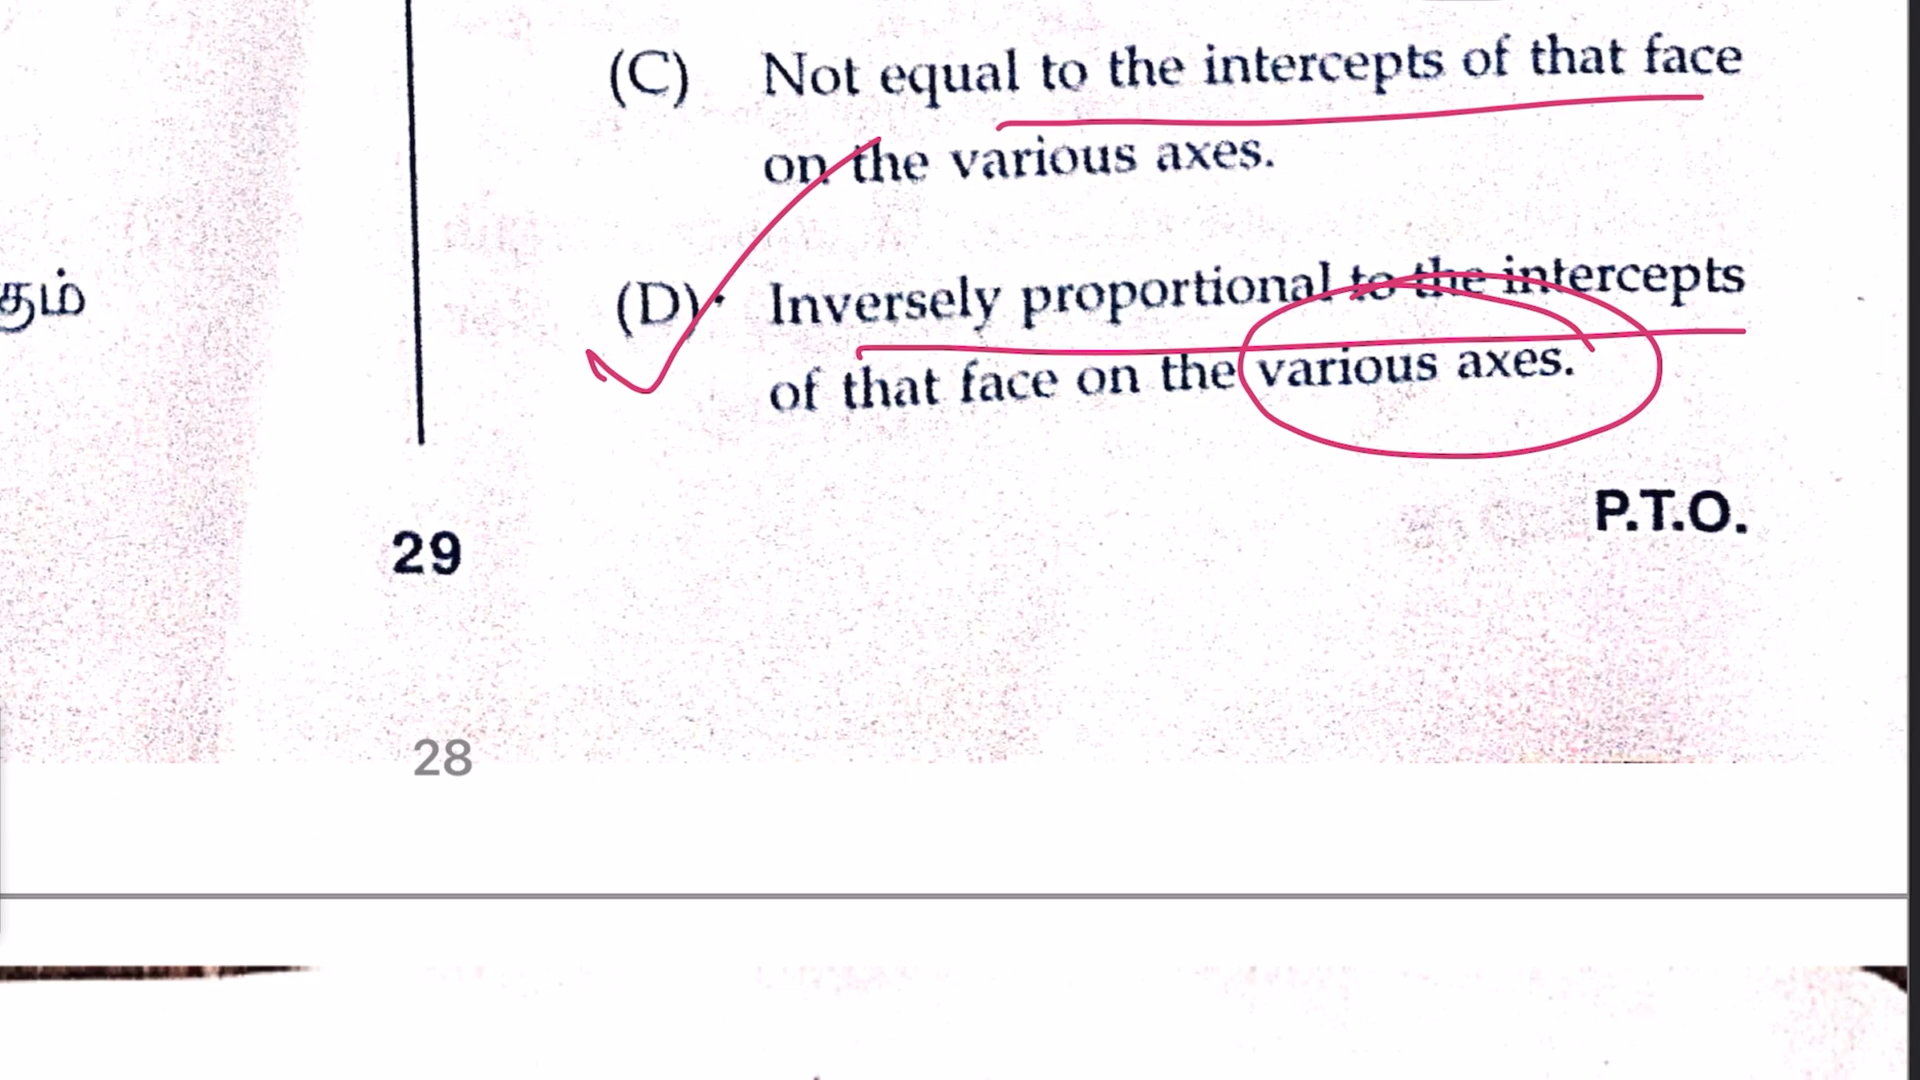 (C) Not equal to the intercepts of that face
on the various axes.
தம்
(D) Inversely proportional to the intercepts
of that face on the various axes.
P.T.O.
29
28